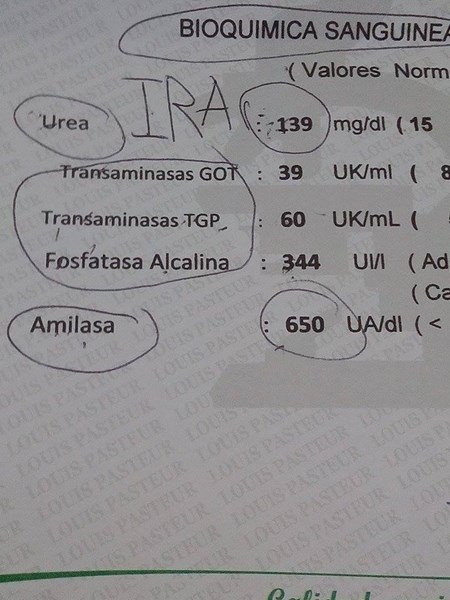 BIOQUIMICA SANGUINEA
( Valores Norm
IRA
Urea : 139 mg/dl ( 15
Transaminasas GOT : 39 UK/ml ( 8
Transaminasas TGP : 60 UK/mL (
Fosfatasa Alcalina : 344 UI/l ( Ad
( Ca
Amilasa : 650 UA/dl ( <
LOUIS PASTEUR